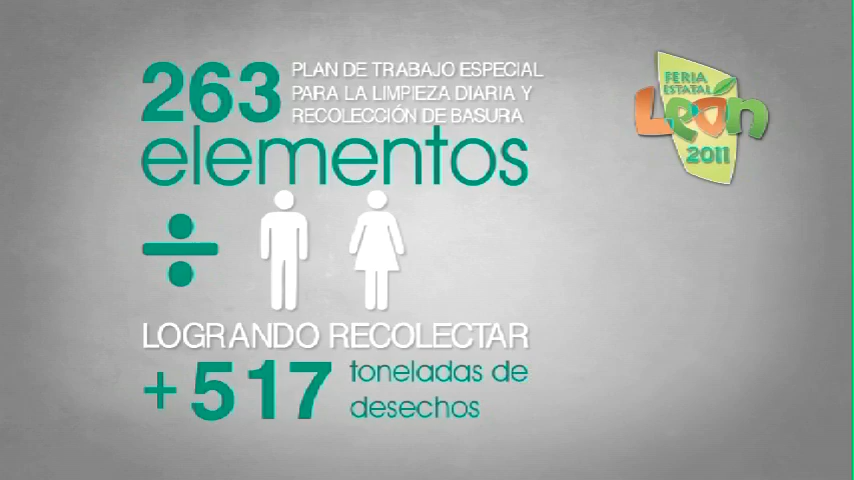 263
PLAN DE TRABAJO ESPECIAL
PARA LA LIMPIEZA DIARIA Y
RECOLECCIÓN DE BASURA
elementos
÷
LOGRANDO RECOLECTAR
+517
toneladas de
desechos
FERIA
ESTATAL
León
2011